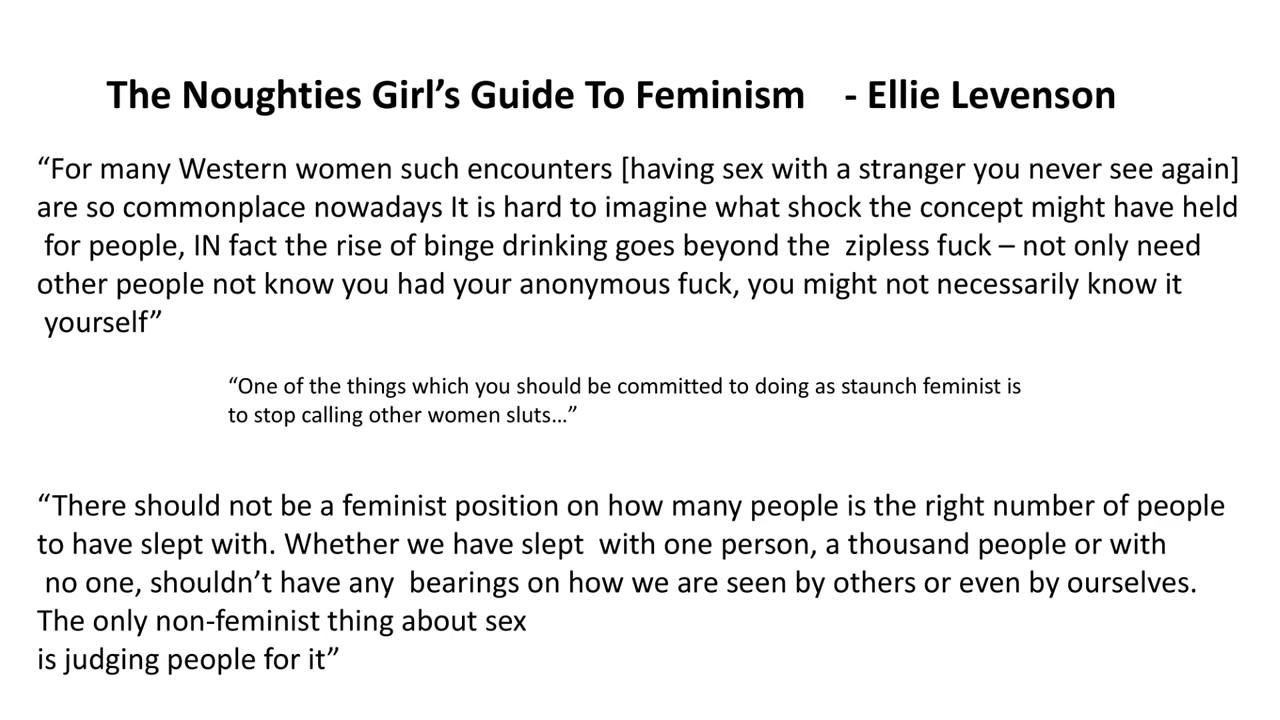 The Noughties Girl’s Guide To Feminism - Ellie Levenson
“For many Western women such encounters [having sex with a stranger you never see again]
are so commonplace nowadays It is hard to imagine what shock the concept might have held
for people, IN fact the rise of binge drinking goes beyond the zipless fuck – not only need
other people not know you had your anonymous fuck, you might not necessarily know it
yourself”
“One of the things which you should be committed to doing as staunch feminist is
to stop calling other women sluts...”
“There should not be a feminist position on how many people is the right number of people
to have slept with. Whether we have slept with one person, a thousand people or with
no one, shouldn’t have any bearings on how we are seen by others or even by ourselves.
The only non-feminist thing about sex
is judging people for it”